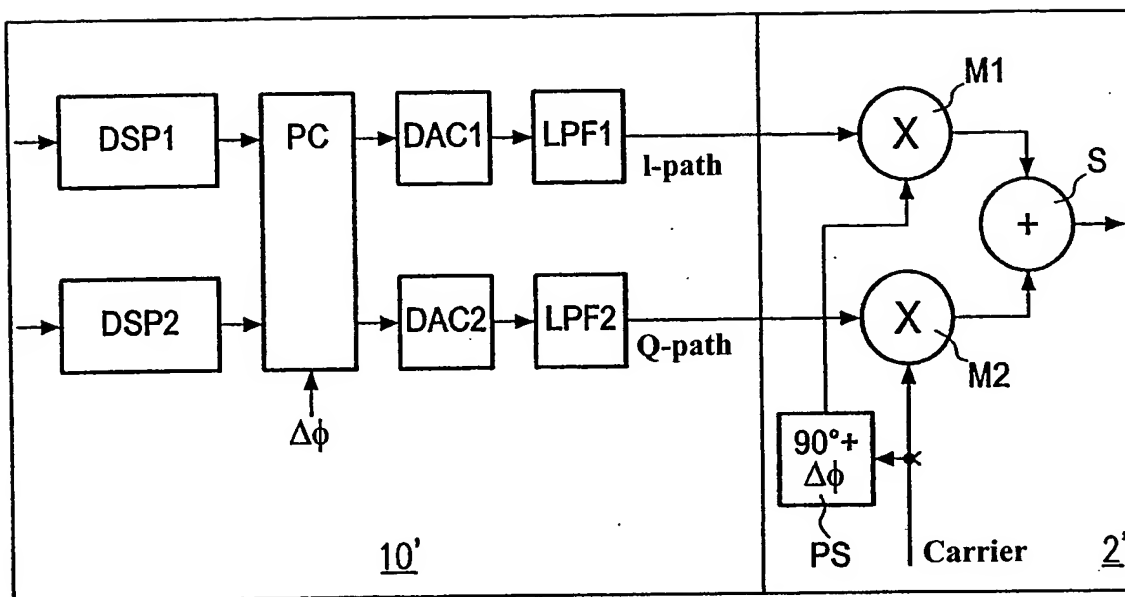 DSP1
PC
DAC1
LPF1
I-path
X
M1
S
+
DSP2
DAC2
LPF2
Q-path
X
M2
Δϕ
90°+
Δϕ
PS
Carrier
10'
2'